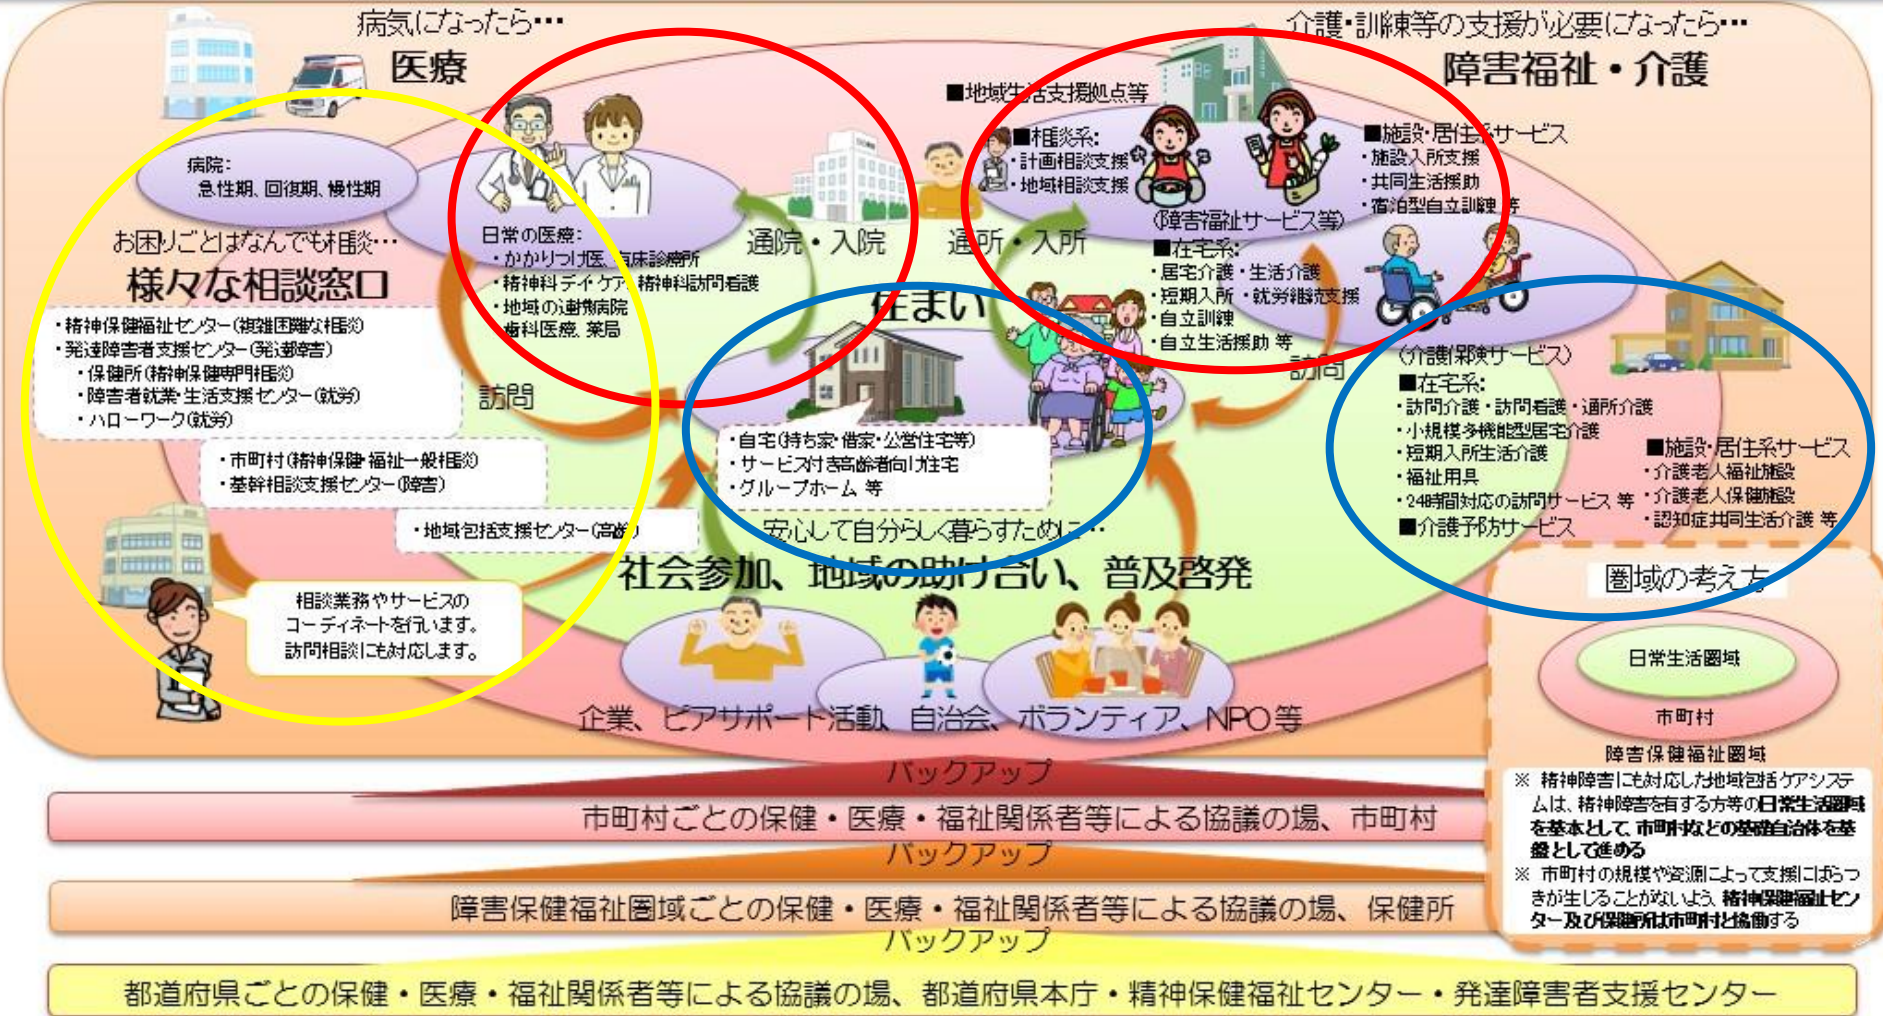 病気になったら・・・
医療
病院：
急性期、回復期、慢性期
日常の医療：
・かかりつけ医、有床診療所
・精神科デイケア・精神科訪問看護
・地域の連携病院
歯科医療、薬局
通院・入院
介護・訓練等の支援が必要になったら・・・
障害福祉・介護
■地域生活支援拠点等
■相談系：
・計画相談支援
・地域相談支援
■施設・居住系サービス
・施設入所支援
・共同生活援助
・宿泊型自立訓練 等
(障害福祉サービス等)
■在宅系：
・居宅介護・生活介護
・短期入所・就労継続支援
・自立訓練
・自立生活援助 等
通所・入所
訪問
(介護保険サービス)
■在宅系：
・訪問介護・訪問看護・通所介護
・小規模多機能型居宅介護
・短期入所生活介護
・福祉用具
・24時間対応の訪問サービス 等
■介護予防サービス
■施設・居住系サービス
・介護老人福祉施設
・介護老人保健施設
・認知症共同生活介護 等
お困りごとはなんでも相談・・・
様々な相談窓口
・精神保健福祉センター(複雑困難な相談)
・発達障害者支援センター(発達障害)
・保健所(精神保健専門相談)
・障害者就業・生活支援センター(就労)
・ハローワーク(就労)
・市町村(精神保健・福祉一般相談)
・基幹相談支援センター(障害)
・地域包括支援センター(高齢)
訪問
相談業務やサービスの
コーディネートを行います。
訪問相談にも対応します。
住まい
・自宅(持ち家・借家・公営住宅等)
・サービス付き高齢者向け住宅
・グループホーム 等
安心して自分らしく暮らすために・・・
社会参加、地域の助け合い、普及啓発
企業、ピアサポート活動、自治会、ボランティア、NPO等
圏域の考え方
日常生活圏域
市町村
障害保健福祉圏域
※ 精神障害にも対応した地域包括ケアシステ
ムは、精神障害を有する方等の日常生活圏域
を基本として、市町村などの基礎自治体を基
盤として進める
※ 市町村の規模や資源によって支援にばらつ
きが生じることがないよう、精神保健福祉セン
ター及び保健所は市町村と協働する
バックアップ
市町村ごとの保健・医療・福祉関係者等による協議の場、市町村
バックアップ
障害保健福祉圏域ごとの保健・医療・福祉関係者等による協議の場、保健所
バックアップ
都道府県ごとの保健・医療・福祉関係者等による協議の場、都道府県本庁・精神保健福祉センター・発達障害者支援センター